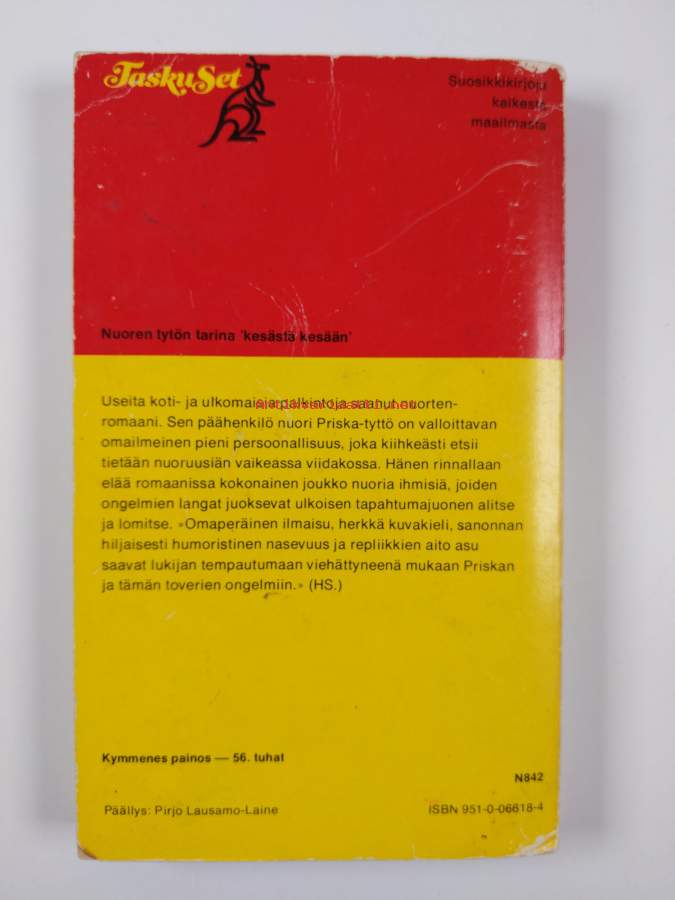 TaskuSet
Suosikkikirjoja
kaikesta
maailmasta
Nuoren tytön tarina 'kesästä kesään'
Useita koti- ja ulkomaisia palkintoja saanut nuorten-
romaani. Sen päähenkilö nuori Priska-tyttö on valloittavan
omailmeinen pieni persoonallisuus, joka kiihkeästi etsii
tietään nuoruusiän vaikeassa viidakossa. Hänen rinnallaan
elää romaanissa kokonainen joukko nuoria ihmisiä, joiden
ongelmien langat juoksevat ulkoisen tapahtumajuonen alitse
ja lomitse. »Omaperäinen ilmaisu, herkkä kuvakieli, sanonnan
hiljaisesti humoristinen nasevuus ja repliikkien aito asu
saavat lukijan tempautumaan viehättyneenä mukaan Priskan
ja tämän toverien ongelmiin.» (HS.)
Kymmenes painos — 56. tuhat
N842
Päällys: Pirjo Lausamo-Laine
ISBN 951-0-06618-4